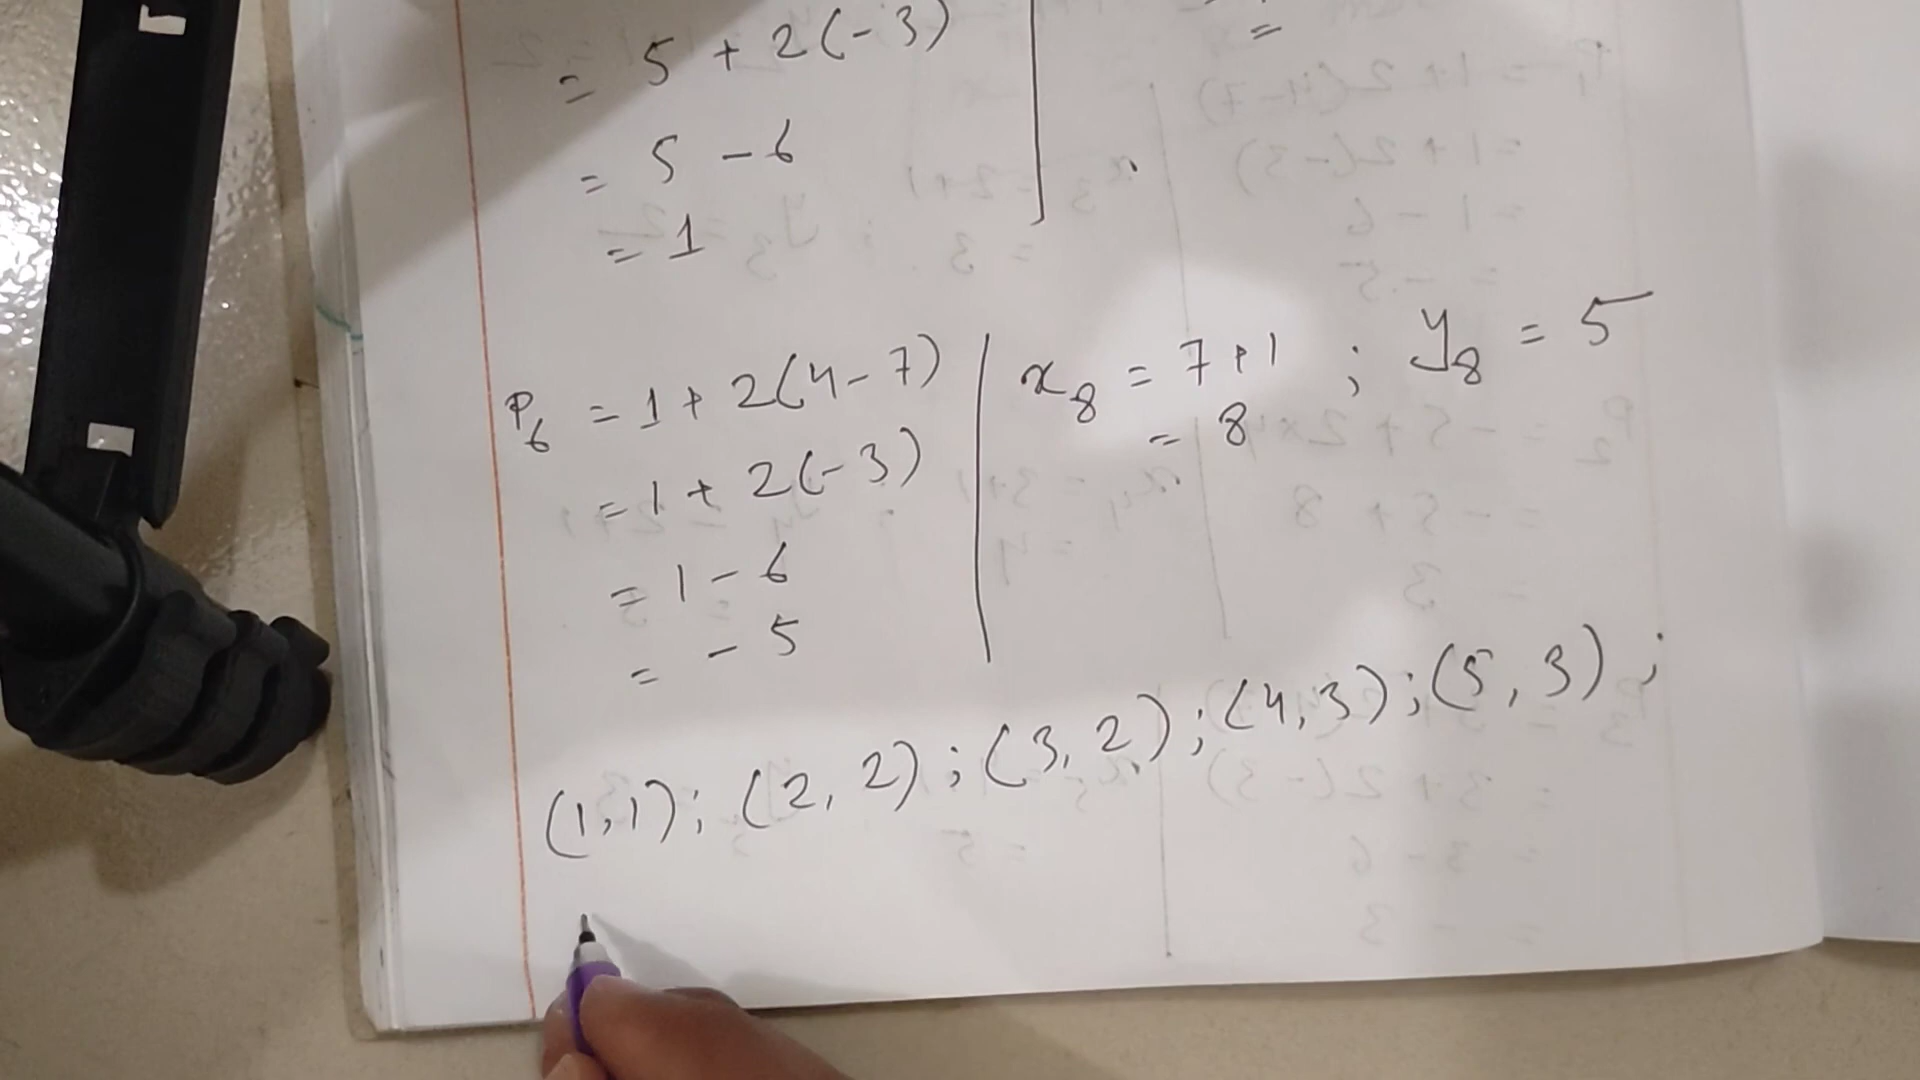 = 5 + 2(-3)
= 5 - 6
= 1
P6 = 1 + 2(4-7)
= 1 + 2(-3)
= 1 - 6
= - 5
x8 = 7+1 ; y8 = 5
= 8
(1,1); (2, 2); (3, 2); (4, 3); (5, 3) ;